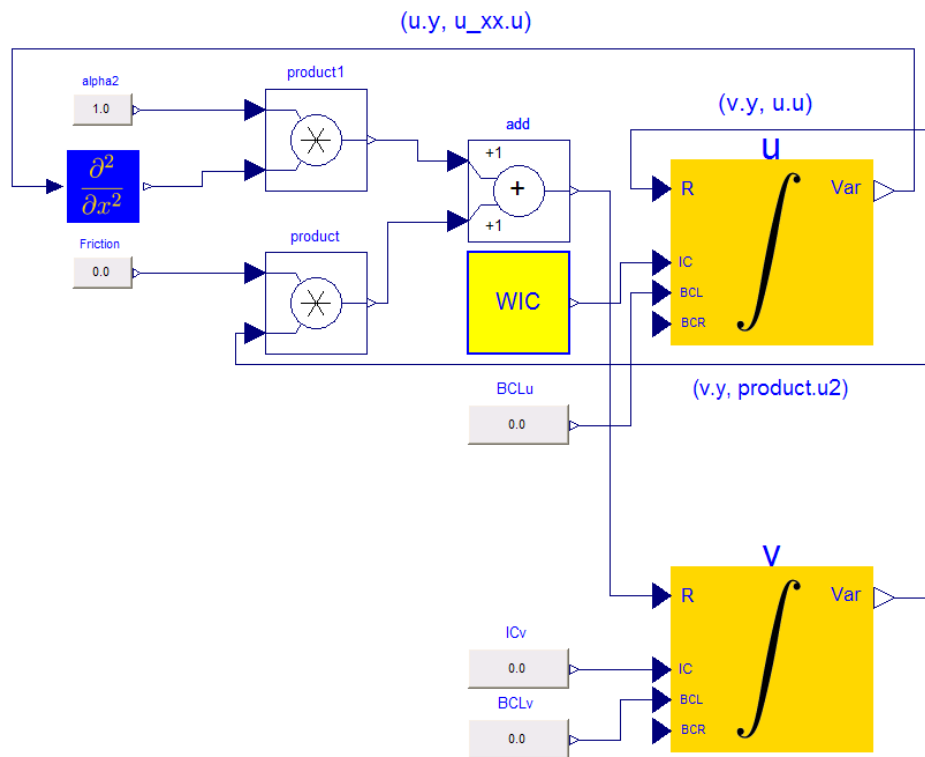 (u.y, u_xx.u)
alpha2
1.0
product1
∂²
∂x²
Friction
0.0
product
add
+1
+
+1
WIC
BCLu
0.0
(v.y, u.u)
u
R
Var
IC
BCL
BCR
∫
(v.y, product.u2)
v
R
Var
IC
BCL
BCR
∫
ICv
0.0
BCLv
0.0